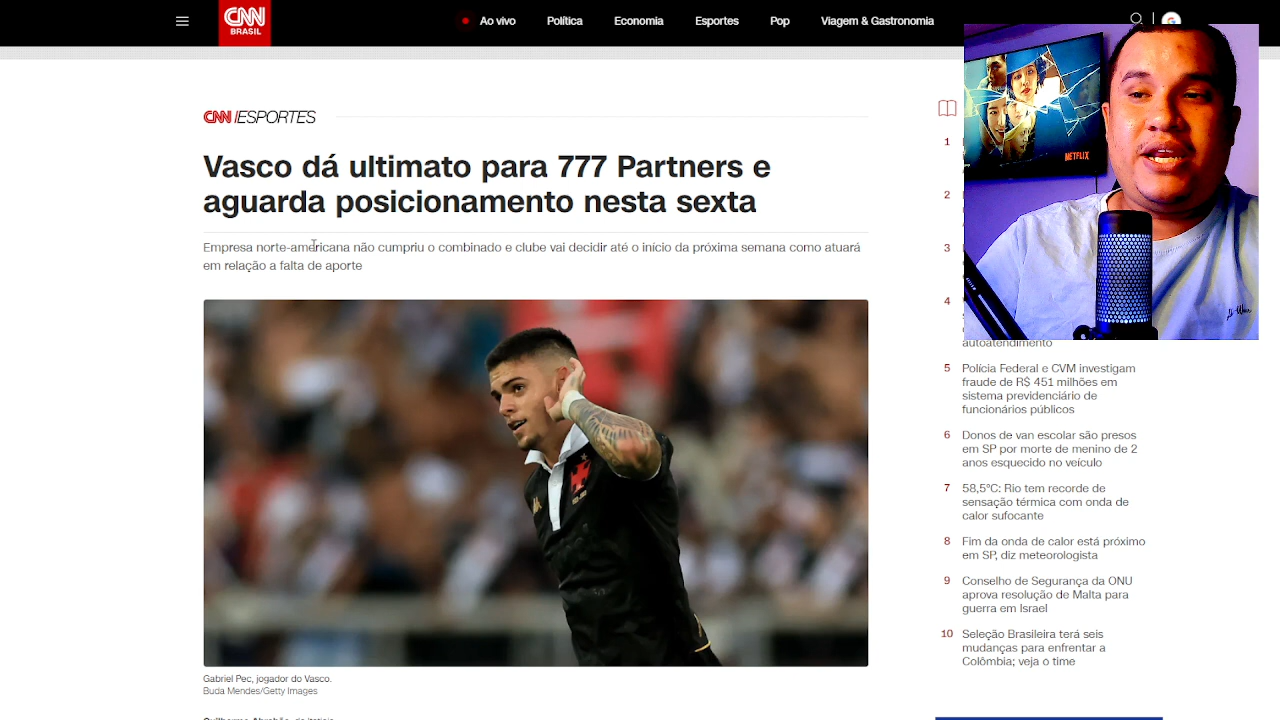 CNN
BRASIL
Ao vivo
Política
Economia
Esportes
Pop
Viagem & Gastronomia
G
CNN /ESPORTES
Vasco dá ultimato para 777 Partners e
aguarda posicionamento nesta sexta
Empresa norte-americana não cumpriu o combinado e clube vai decidir até o início da próxima semana como atuará
em relação a falta de aporte
Gabriel Pec, jogador do Vasco.
Buda Mendes/Getty Images
NETFLIX
1
2
3
4
autoatendimento
5 Polícia Federal e CVM investigam
fraude de R$ 451 milhões em
sistema previdenciário de
funcionários públicos
6 Donos de van escolar são presos
em SP por morte de menino de 2
anos esquecido no veículo
7 58,5°C: Rio tem recorde de
sensação térmica com onda de
calor sufocante
8 Fim da onda de calor está próximo
em SP, diz meteorologista
9 Conselho de Segurança da ONU
aprova resolução de Malta para
guerra em Israel
10 Seleção Brasileira terá seis
mudanças para enfrentar a
Colômbia; veja o time